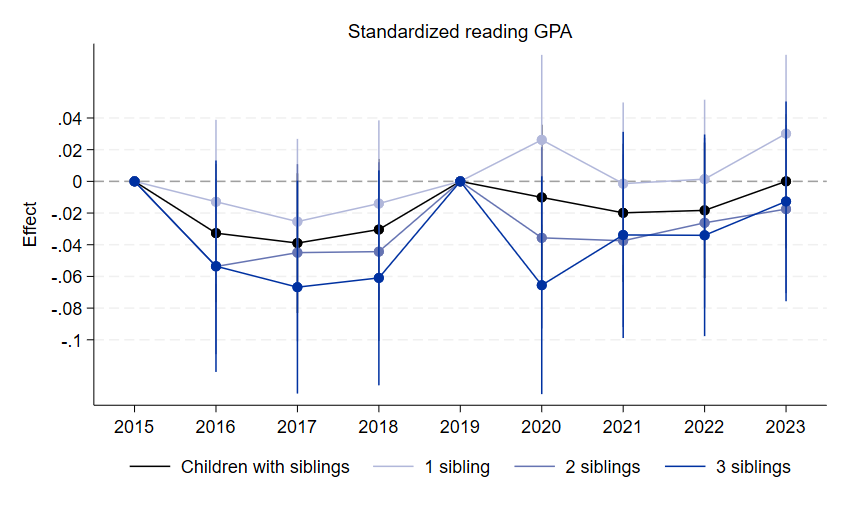 Standardized reading GPA
Effect
.04
.02
0
-.02
-.04
-.06
-.08
-.1
2015 2016 2017 2018 2019 2020 2021 2022 2023
Children with siblings 1 sibling 2 siblings 3 siblings